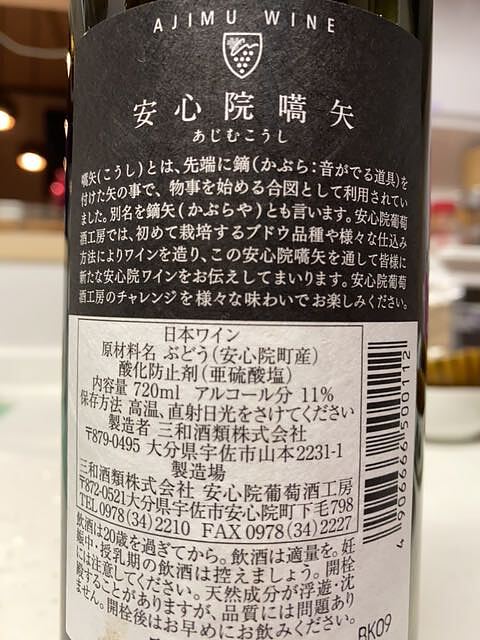 AJIMU WINE
安心院嚆矢
あじむこうし
嚆矢(こうし)とは、先端に鏑(かぶら:音がでる道具)を
付けた矢の事で、物事を始める合図として利用されてい
ました。別名を鏑矢(かぶらや)とも言います。安心院葡萄
酒工房では、初めて栽培するブドウ品種や様々な仕込み
方法によりワインを造り、この安心院嚆矢を通して皆様に
新たな安心院ワインをお伝えしてまいります。安心院葡萄
酒工房のチャレンジを様々な味わいでお楽しみください。
日本ワイン
原材料名 ぶどう(安心院町産)
酸化防止剤(亜硫酸塩)
内容量 720ml アルコール分 11%
保存方法 高温、直射日光をさけてください
製造者 三和酒類株式会社
〒879-0495 大分県宇佐市山本2231-1
製造場
三和酒類株式会社 安心院葡萄酒工房
〒872-0521大分県宇佐市安心院町下毛798
TEL 0978(34)2210 FAX 0978(34)2227
飲酒は20歳を過ぎてから。飲酒は適量を。妊
娠中・授乳期の飲酒は控えましょう。開栓
には注意してください。天然成分が浮遊・沈
殿することがありますが、品質には問題あり
ません。開栓後はお早めにお飲みください。
4 906666 500112
BK09